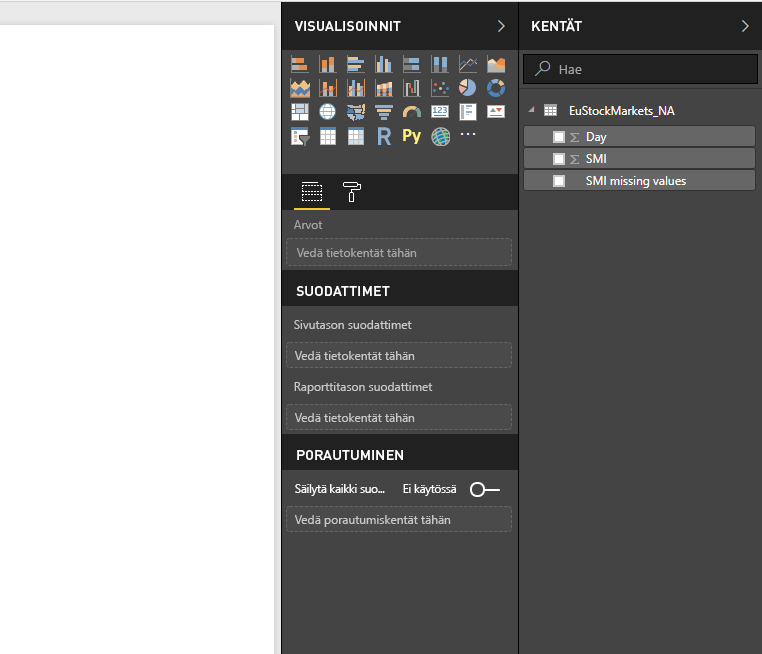 VISUALISOINNIT
123
R
Py
Arvot
Vedä tietokentät tähän
SUODATTIMET
Sivutason suodattimet
Vedä tietokentät tähän
Raporttitason suodattimet
Vedä tietokentät tähän
PORAUTUMINEN
Säilytä kaikki suo... Ei käytössä
Vedä porautumiskentät tähän
KENTÄT
Hae
EuStockMarkets_NA
Σ Day
Σ SMI
SMI missing values